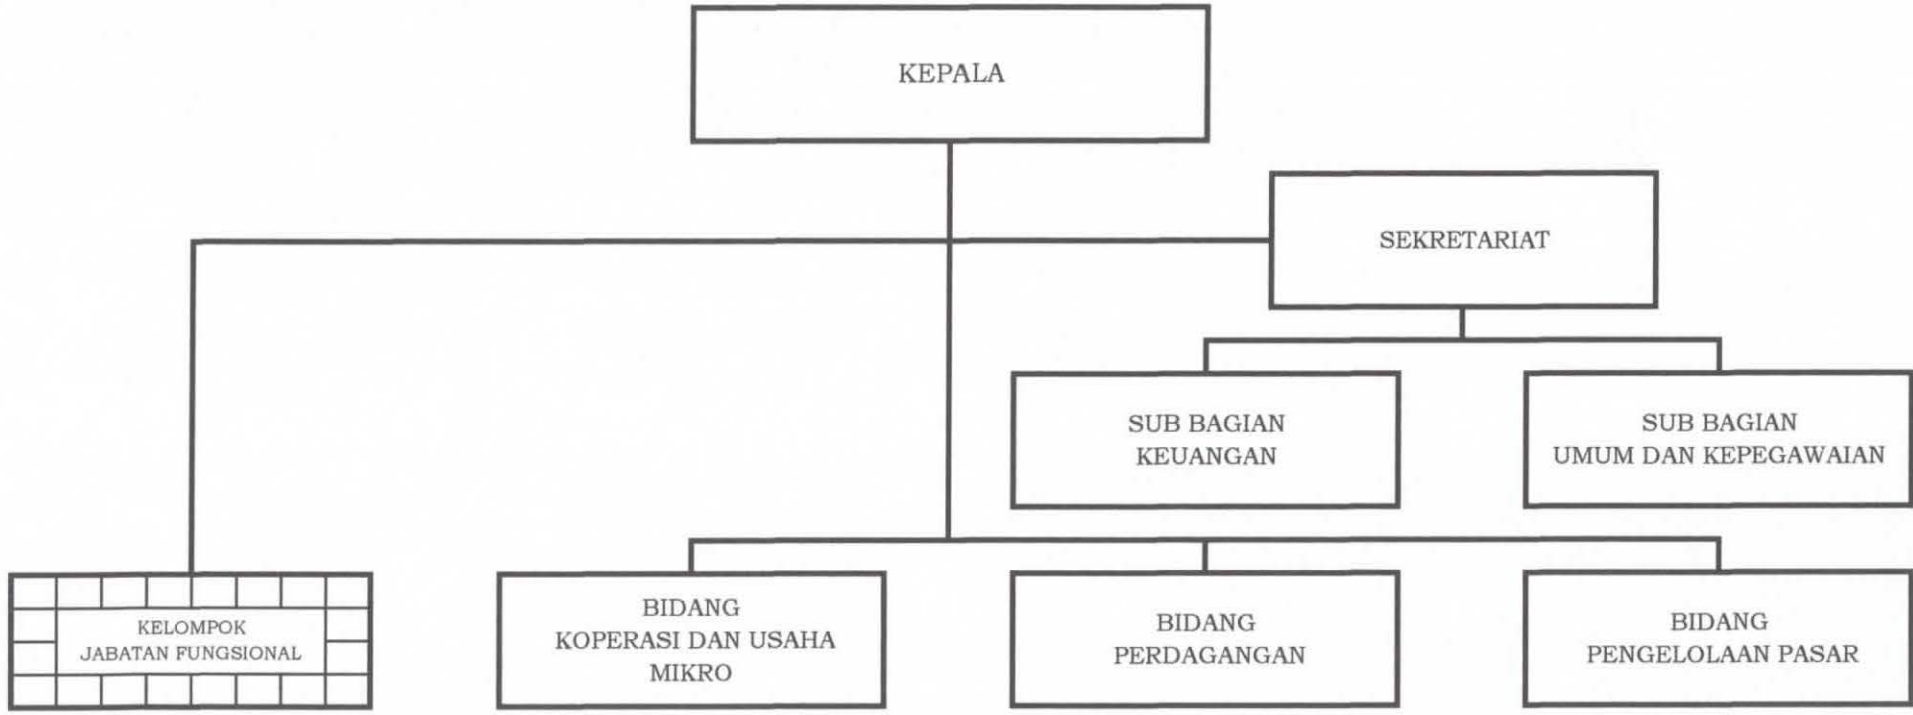 KEPALA
SEKRETARIAT
SUB BAGIAN
KEUANGAN
SUB BAGIAN
UMUM DAN KEPEGAWAIAN
KELOMPOK
JABATAN FUNGSIONAL
BIDANG
KOPERASI DAN USAHA
MIKRO
BIDANG
PERDAGANGAN
BIDANG
PENGELOLAAN PASAR